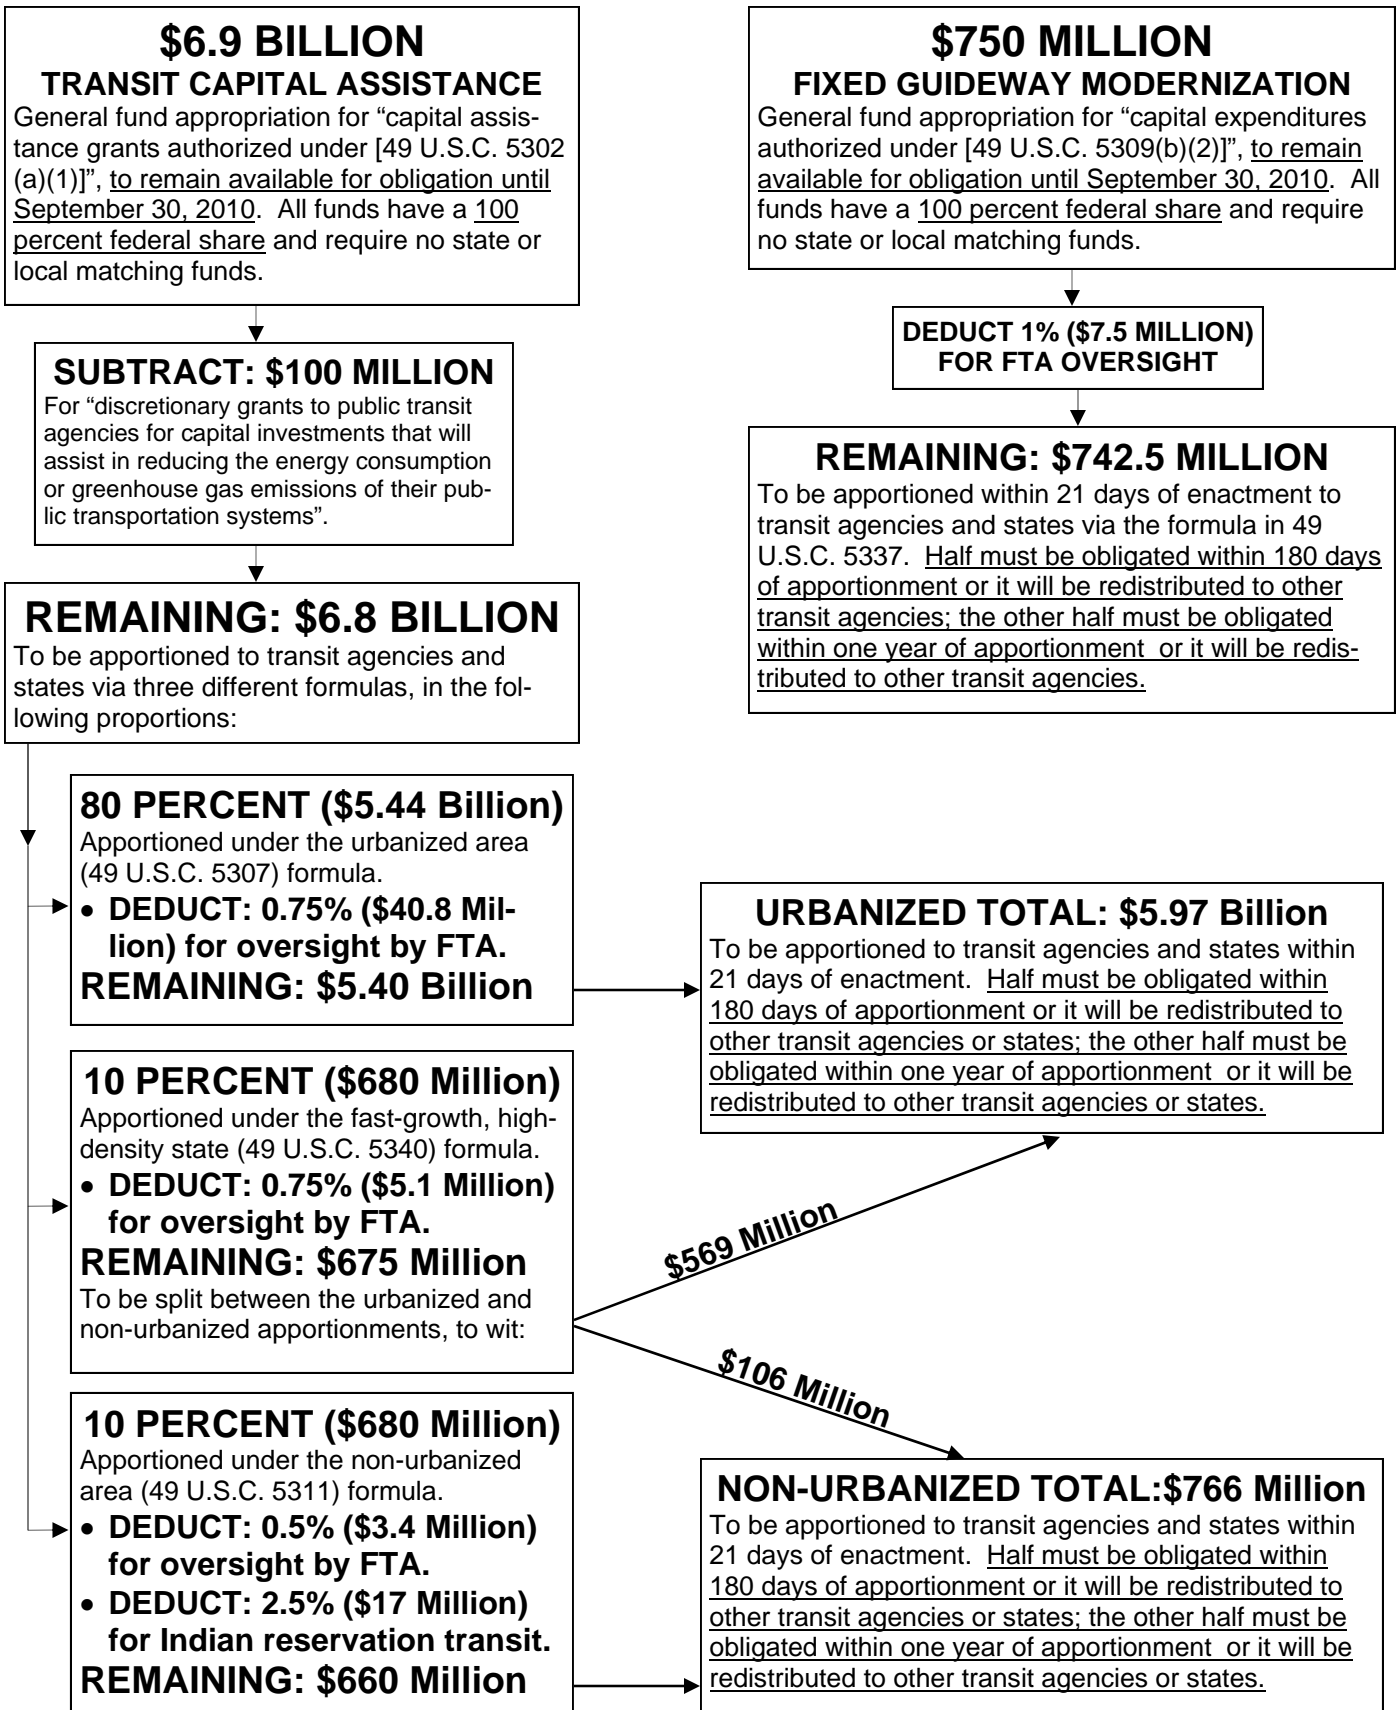 $6.9 BILLION
TRANSIT CAPITAL ASSISTANCE
General fund appropriation for “capital assis-
tance grants authorized under [49 U.S.C. 5302
(a)(1)]”, to remain available for obligation until
September 30, 2010.  All funds have a 100
percent federal share and require no state or
local matching funds.
SUBTRACT: $100 MILLION
For “discretionary grants to public transit
agencies for capital investments that will
assist in reducing the energy consumption
or greenhouse gas emissions of their pub-
lic transportation systems”.
REMAINING: $6.8 BILLION
To be apportioned to transit agencies and
states via three different formulas, in the fol-
lowing proportions:
80 PERCENT ($5.44 Billion)
Apportioned under the urbanized area
(49 U.S.C. 5307) formula.
• DEDUCT: 0.75% ($40.8 Mil-
lion) for oversight by FTA.
REMAINING: $5.40 Billion
10 PERCENT ($680 Million)
Apportioned under the fast-growth, high-
density state (49 U.S.C. 5340) formula.
• DEDUCT: 0.75% ($5.1 Million)
for oversight by FTA.
REMAINING: $675 Million
To be split between the urbanized and
non-urbanized apportionments, to wit:
10 PERCENT ($680 Million)
Apportioned under the non-urbanized
area (49 U.S.C. 5311) formula.
• DEDUCT: 0.5% ($3.4 Million)
for oversight by FTA.
• DEDUCT: 2.5% ($17 Million)
for Indian reservation transit.
REMAINING: $660 Million
$750 MILLION
FIXED GUIDEWAY MODERNIZATION
General fund appropriation for “capital expenditures
authorized under [49 U.S.C. 5309(b)(2)]”, to remain
available for obligation until September 30, 2010.  All
funds have a 100 percent federal share and require
no state or local matching funds.
DEDUCT 1% ($7.5 MILLION)
FOR FTA OVERSIGHT
REMAINING: $742.5 MILLION
To be apportioned within 21 days of enactment to
transit agencies and states via the formula in 49
U.S.C. 5337.  Half must be obligated within 180 days
of apportionment or it will be redistributed to other
transit agencies; the other half must be obligated
within one year of apportionment  or it will be redis-
tributed to other transit agencies.
URBANIZED TOTAL: $5.97 Billion
To be apportioned to transit agencies and states within
21 days of enactment.  Half must be obligated within
180 days of apportionment or it will be redistributed to
other transit agencies or states; the other half must be
obligated within one year of apportionment  or it will be
redistributed to other transit agencies or states.
$569 Million
$106 Million
NON-URBANIZED TOTAL:$766 Million
To be apportioned to transit agencies and states within
21 days of enactment.  Half must be obligated within
180 days of apportionment or it will be redistributed to
other transit agencies or states; the other half must be
obligated within one year of apportionment  or it will be
redistributed to other transit agencies or states.